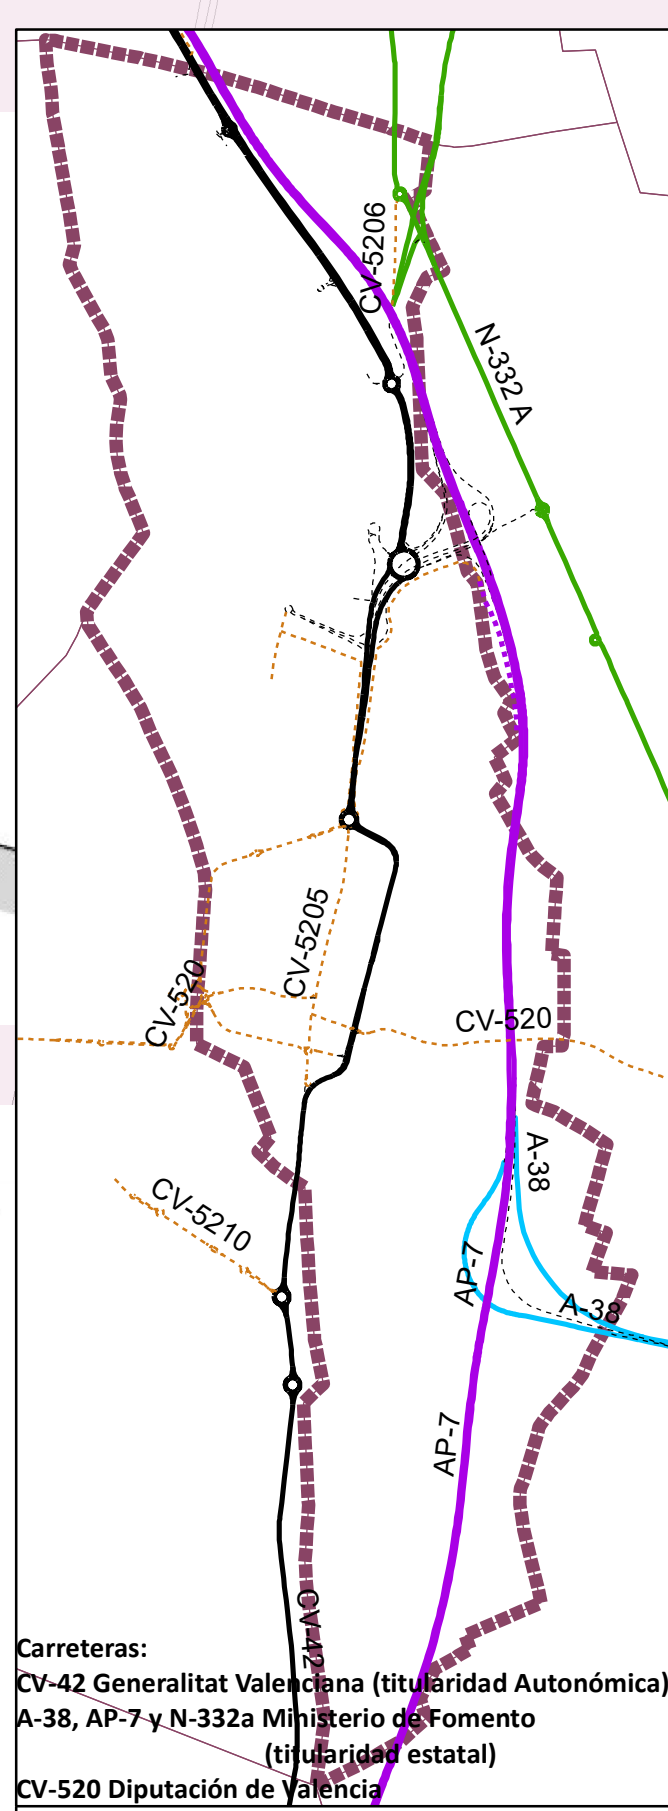 CV-5206
N-332 A
CV-5205
CV-520
CV-520
A-38
CV-5210
AP-7
A-38
AP-7
CV-42
Carreteras:
CV-42 Generalitat Valenciana (titularidad Autonómica)
A-38, AP-7 y N-332a Ministerio de Fomento
(titularidad estatal)
CV-520 Diputación de Valencia